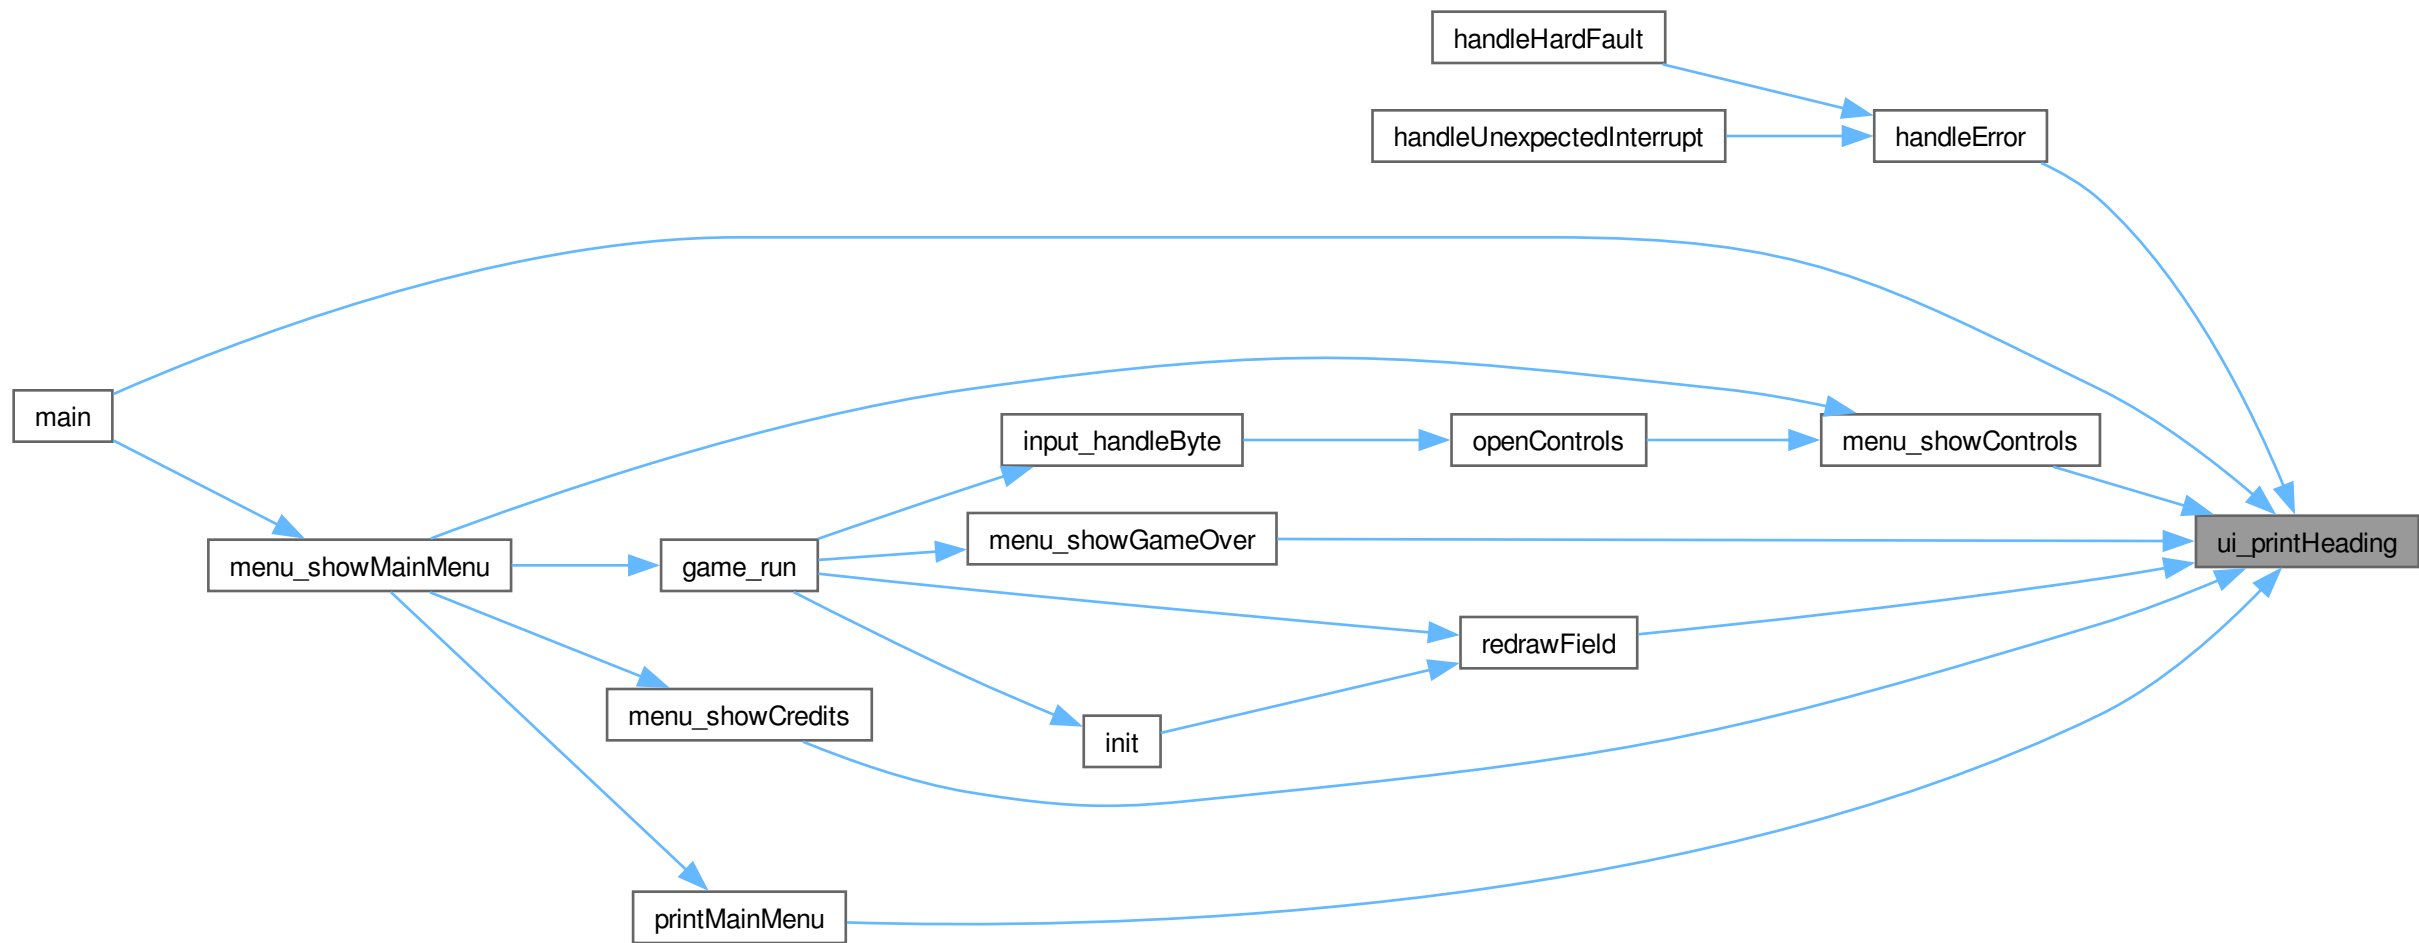 handleHardFault
handleUnexpectedInterrupt
handleError
main
input_handleByte
openControls
menu_showControls
menu_showGameOver
ui_printHeading
menu_showMainMenu
game_run
redrawField
menu_showCredits
init
printMainMenu